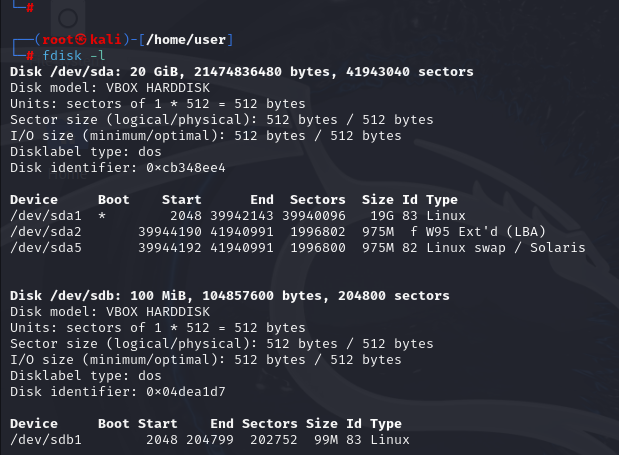 └─#
┌──(root㉿kali)-[/home/user]
└─# fdisk -l
Disk /dev/sda: 20 GiB, 21474836480 bytes, 41943040 sectors
Disk model: VBOX HARDDISK
Units: sectors of 1 * 512 = 512 bytes
Sector size (logical/physical): 512 bytes / 512 bytes
I/O size (minimum/optimal): 512 bytes / 512 bytes
Disklabel type: dos
Disk identifier: 0×cb348ee4
Device     Boot    Start      End  Sectors  Size Id Type
/dev/sda1  *        2048 39942143 39940096   19G 83 Linux
/dev/sda2       39944190 41940991  1996802  975M  f W95 Ext'd (LBA)
/dev/sda5       39944192 41940991  1996800  975M 82 Linux swap / Solaris
Disk /dev/sdb: 100 MiB, 104857600 bytes, 204800 sectors
Disk model: VBOX HARDDISK
Units: sectors of 1 * 512 = 512 bytes
Sector size (logical/physical): 512 bytes / 512 bytes
I/O size (minimum/optimal): 512 bytes / 512 bytes
Disklabel type: dos
Disk identifier: 0×04dea1d7
Device     Boot Start    End Sectors Size Id Type
/dev/sdb1        2048 204799  202752  99M 83 Linux